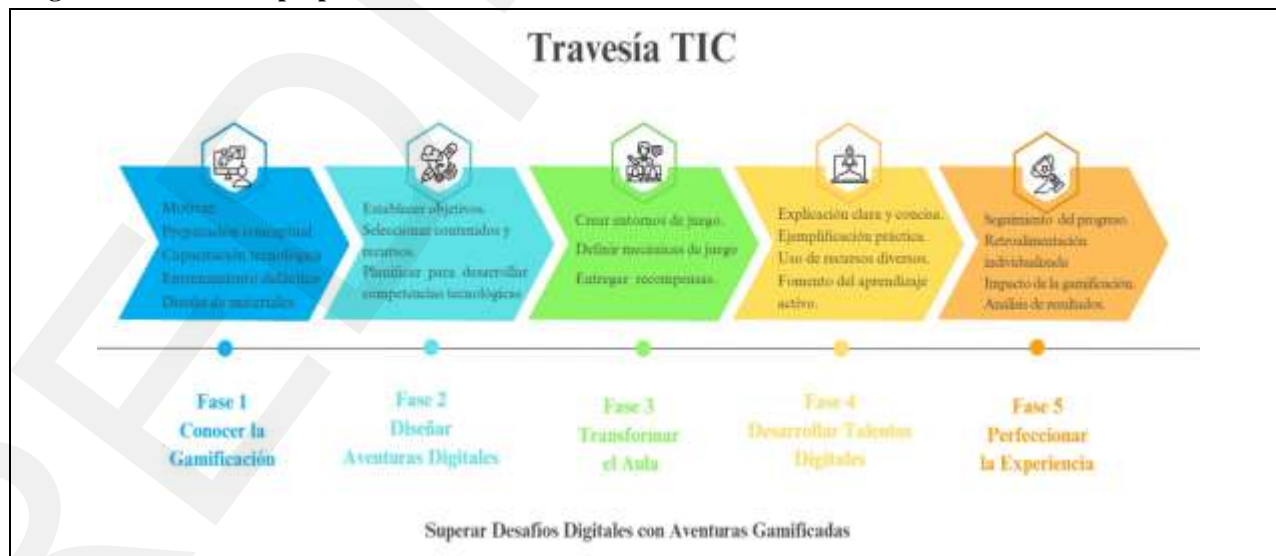 Travesía TIC
Motivar.
Preparación conceptual
Capacitación tecnológica
Entrenamiento didáctico
Diseño de materiales.
Establecer objetivos.
Seleccionar contenidos y
recursos.
Planificar para desarrollar
competencias tecnológicas.
Crear entornos de juego.
Definir mecánicas de juego
Entregar recompensas.
Explicación clara y concisa.
Ejemplificación práctica.
Uso de recursos diversos.
Fomento del aprendizaje
activo.
Seguimiento del progreso.
Retroalimentación
individualizada
Impacto de la gamificación.
Análisis de resultados.
Fase 1
Conocer la
Gamificación
Fase 2
Diseñar
Aventuras Digitales
Fase 3
Transformar
el Aula
Fase 4
Desarrollar Talentos
Digitales
Fase 5
Perfeccionar
la Experiencia
Superar Desafíos Digitales con Aventuras Gamificadas